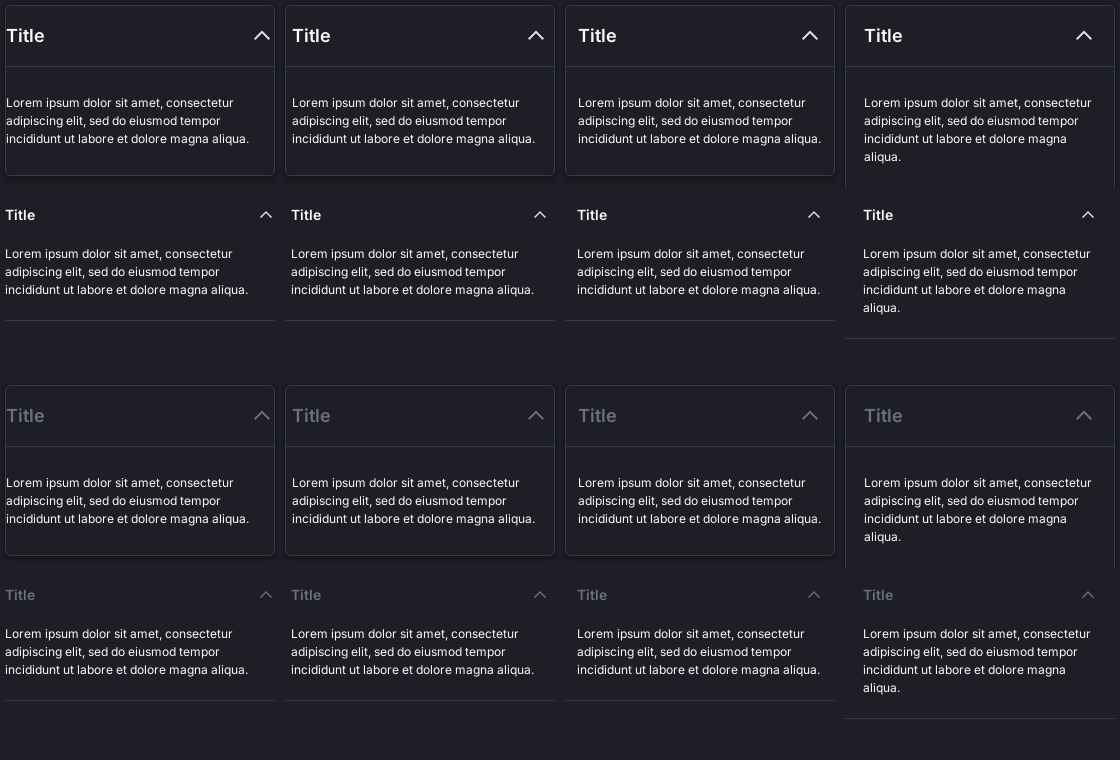 Title
Lorem ipsum dolor sit amet, consectetur
adipiscing elit, sed do eiusmod tempor
incididunt ut labore et dolore magna aliqua.
Title
Lorem ipsum dolor sit amet, consectetur
adipiscing elit, sed do eiusmod tempor
incididunt ut labore et dolore magna aliqua.
Title
Lorem ipsum dolor sit amet, consectetur
adipiscing elit, sed do eiusmod tempor
incididunt ut labore et dolore magna aliqua.
Title
Lorem ipsum dolor sit amet, consectetur
adipiscing elit, sed do eiusmod tempor
incididunt ut labore et dolore magna
aliqua.
Title
Lorem ipsum dolor sit amet, consectetur
adipiscing elit, sed do eiusmod tempor
incididunt ut labore et dolore magna aliqua.
Title
Lorem ipsum dolor sit amet, consectetur
adipiscing elit, sed do eiusmod tempor
incididunt ut labore et dolore magna aliqua.
Title
Lorem ipsum dolor sit amet, consectetur
adipiscing elit, sed do eiusmod tempor
incididunt ut labore et dolore magna aliqua.
Title
Lorem ipsum dolor sit amet, consectetur
adipiscing elit, sed do eiusmod tempor
incididunt ut labore et dolore magna
aliqua.
Title
Lorem ipsum dolor sit amet, consectetur
adipiscing elit, sed do eiusmod tempor
incididunt ut labore et dolore magna aliqua.
Title
Lorem ipsum dolor sit amet, consectetur
adipiscing elit, sed do eiusmod tempor
incididunt ut labore et dolore magna aliqua.
Title
Lorem ipsum dolor sit amet, consectetur
adipiscing elit, sed do eiusmod tempor
incididunt ut labore et dolore magna aliqua.
Title
Lorem ipsum dolor sit amet, consectetur
adipiscing elit, sed do eiusmod tempor
incididunt ut labore et dolore magna
aliqua.
Title
Lorem ipsum dolor sit amet, consectetur
adipiscing elit, sed do eiusmod tempor
incididunt ut labore et dolore magna aliqua.
Title
Lorem ipsum dolor sit amet, consectetur
adipiscing elit, sed do eiusmod tempor
incididunt ut labore et dolore magna aliqua.
Title
Lorem ipsum dolor sit amet, consectetur
adipiscing elit, sed do eiusmod tempor
incididunt ut labore et dolore magna aliqua.
Title
Lorem ipsum dolor sit amet, consectetur
adipiscing elit, sed do eiusmod tempor
incididunt ut labore et dolore magna
aliqua.